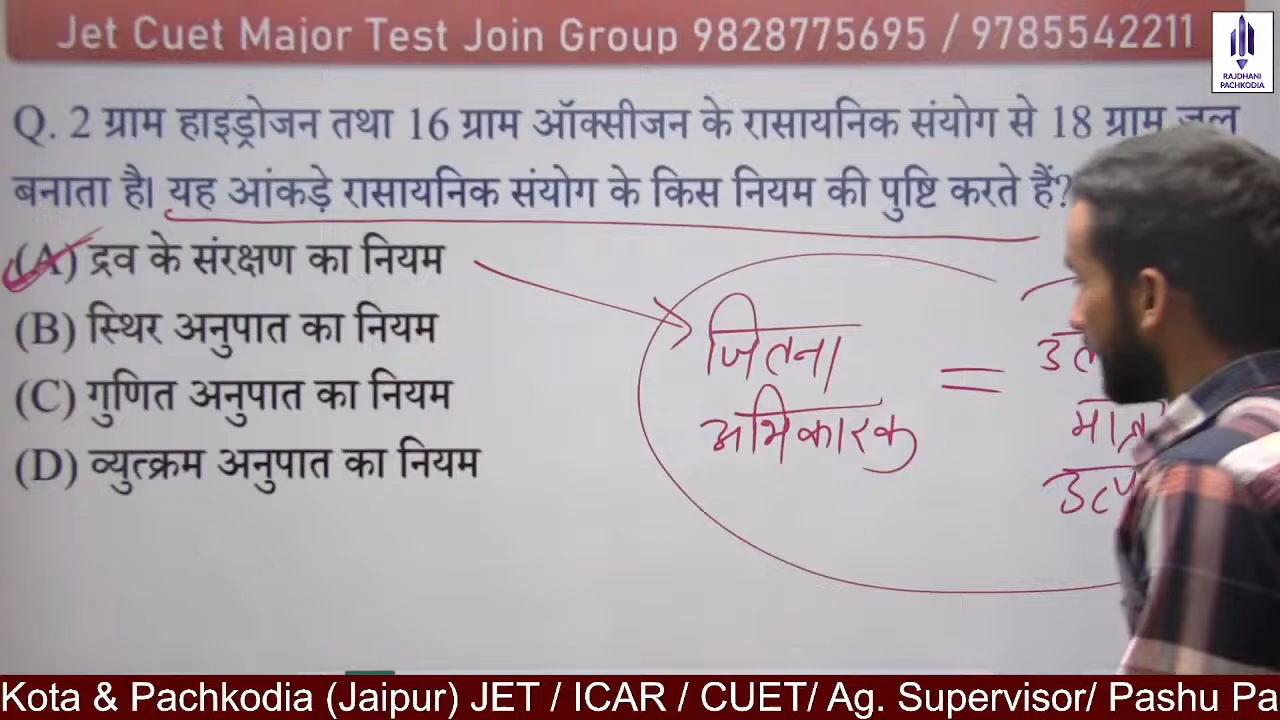 Jet Cuet Major Test Join Group 9828775695 / 9785542211
RAJDHANI
PACHKODIA
Q. 2 ग्राम हाइड्रोजन तथा 16 ग्राम ऑक्सीजन के रासायनिक संयोग से 18 ग्राम जल
बनाता है। यह आंकड़े रासायनिक संयोग के किस नियम की पुष्टि करते हैं?
(A) द्रव के संरक्षण का नियम
(B) स्थिर अनुपात का नियम
(C) गुणित अनुपात का नियम
(D) व्युत्क्रम अनुपात का नियम
जितना
अभिकारक
=
Kota & Pachkodia (Jaipur) JET / ICAR / CUET/ Ag. Supervisor/ Pashu Pa